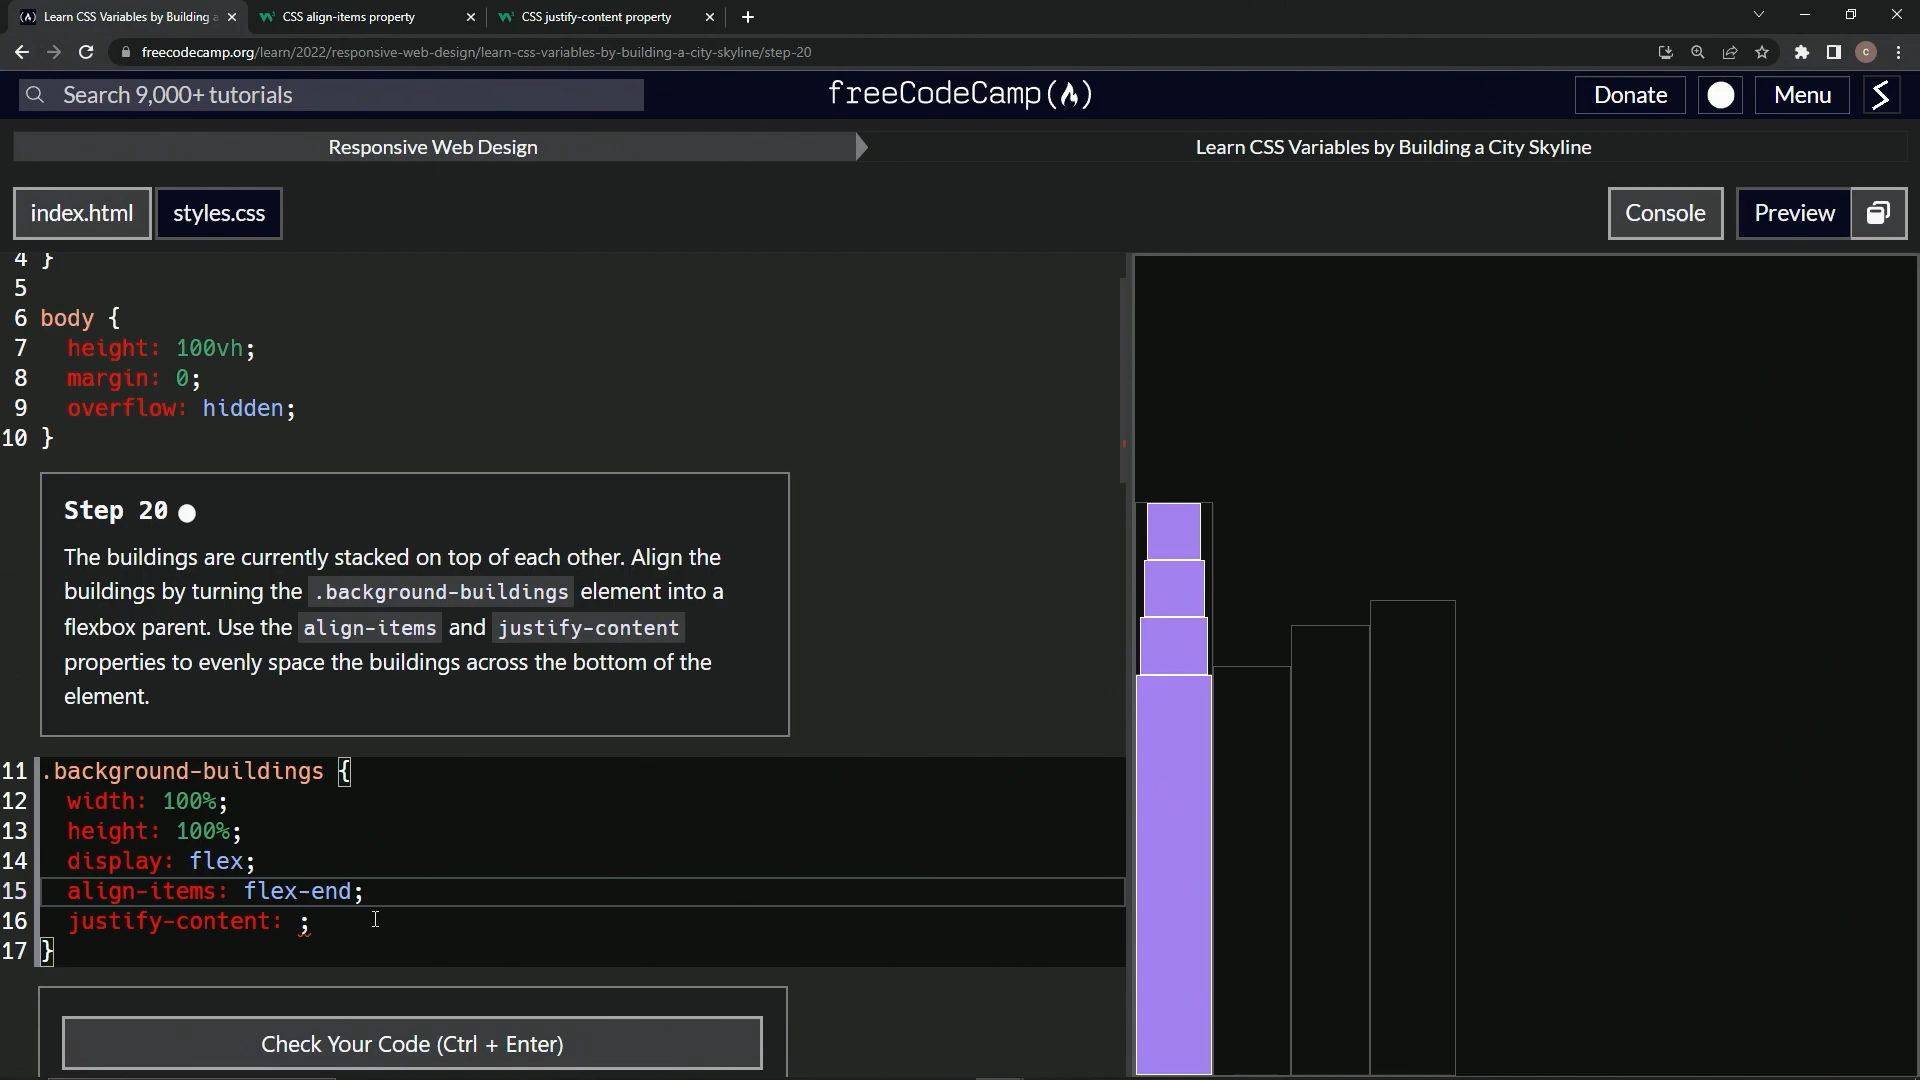 Learn CSS Variables by Building a
CSS align-items property
CSS justify-content property
freecodecamp.org/learn/2022/responsive-web-design/learn-css-variables-by-building-a-city-skyline/step-20
C
Search 9,000+ tutorials
freeCodeCamp
Donate
Menu
Responsive Web Design
Learn CSS Variables by Building a City Skyline
index.html
styles.css
Console
Preview
4 }
5
6 body {
7 height: 100vh;
8 margin: 0;
9 overflow: hidden;
10 }
Step 20
The buildings are currently stacked on top of each other. Align the
buildings by turning the .background-buildings element into a
flexbox parent. Use the align-items and justify-content
properties to evenly space the buildings across the bottom of the
element.
11 .background-buildings {
12 width: 100%;
13 height: 100%;
14 display: flex;
15 align-items: flex-end;
16 justify-content: ;
17 }
Check Your Code (Ctrl + Enter)